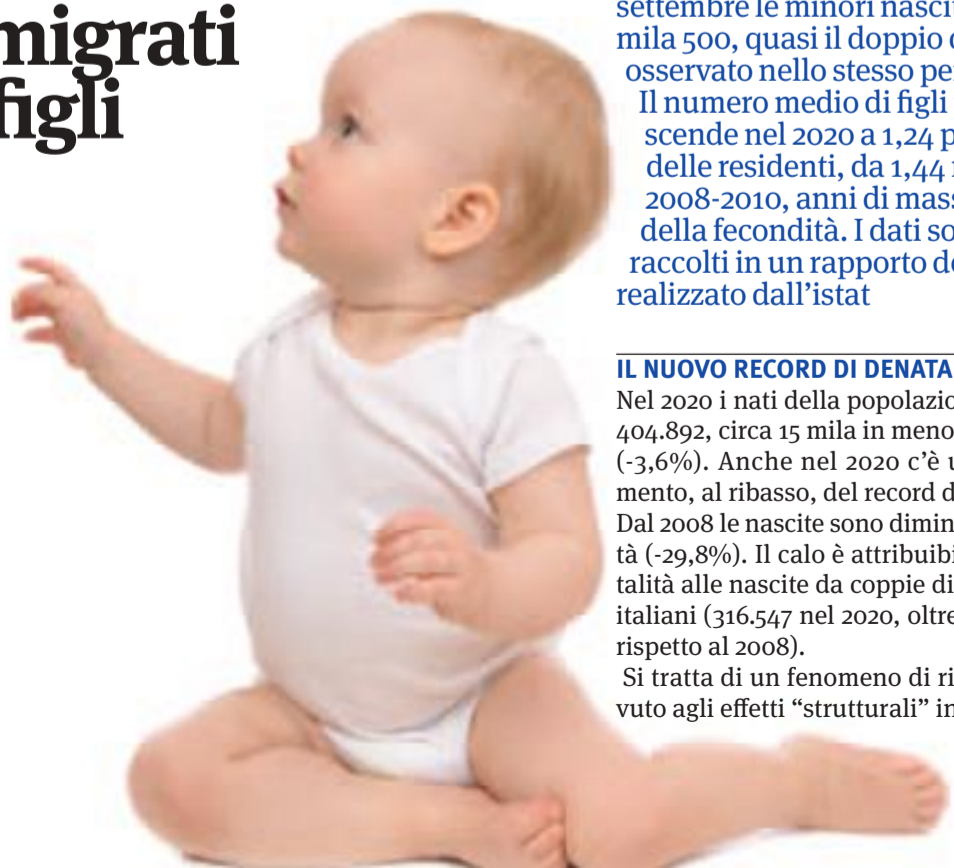 migrati
figli
settembre le minori nascit
mila 500, quasi il doppio
osservato nello stesso pe
Il numero medio di figli
scende nel 2020 a 1,24 p
delle residenti, da 1,44
2008-2010, anni di mas
della fecondità. I dati so
raccolti in un rapporto de
realizzato dall'istat
IL NUOVO RECORD DI DENATA
Nel 2020 i nati della popolazio
404.892, circa 15 mila in meno
(-3,6%). Anche nel 2020 c'è u
mento, al ribasso, del record d
Dal 2008 le nascite sono dimin
tà (-29,8%). Il calo è attribuibi
talità alle nascite da coppie di
italiani (316.547 nel 2020, oltre
rispetto al 2008).
Si tratta di un fenomeno di ri
vuto agli effetti “strutturali” in